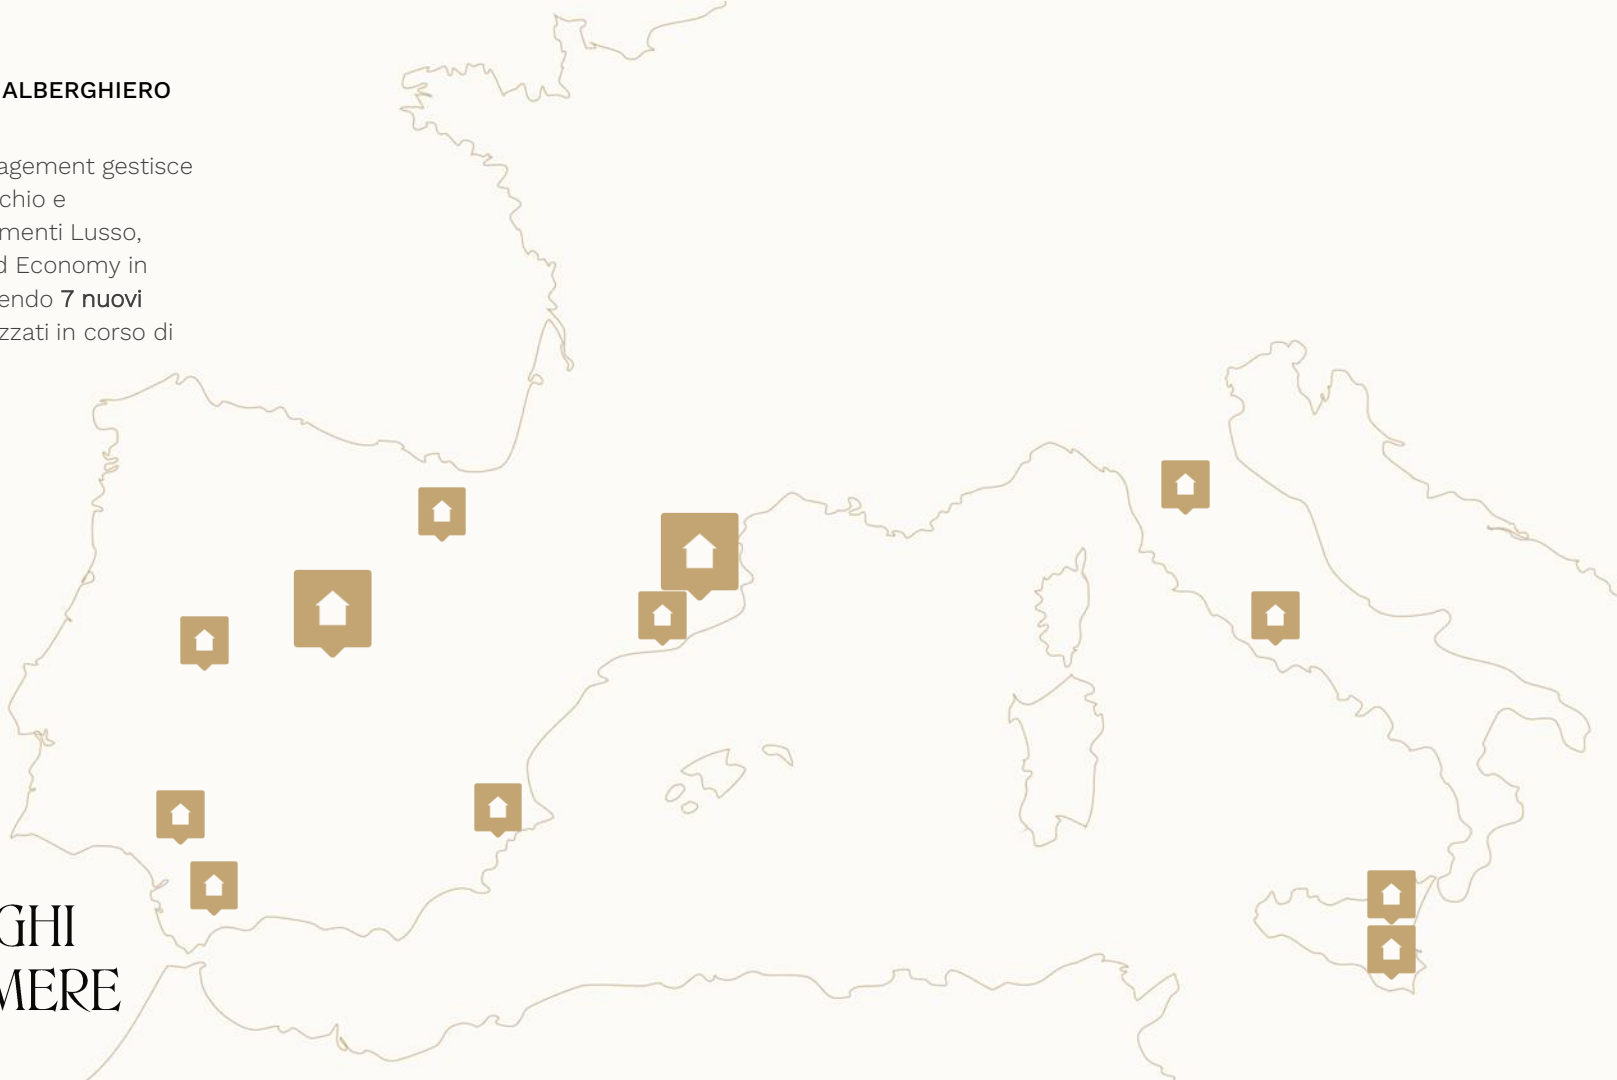 ALBERGHIERO
agement gestisce
chio e
menti Lusso,
d Economy in
endo 7 nuovi
zzati in corso di
GHI
MERE